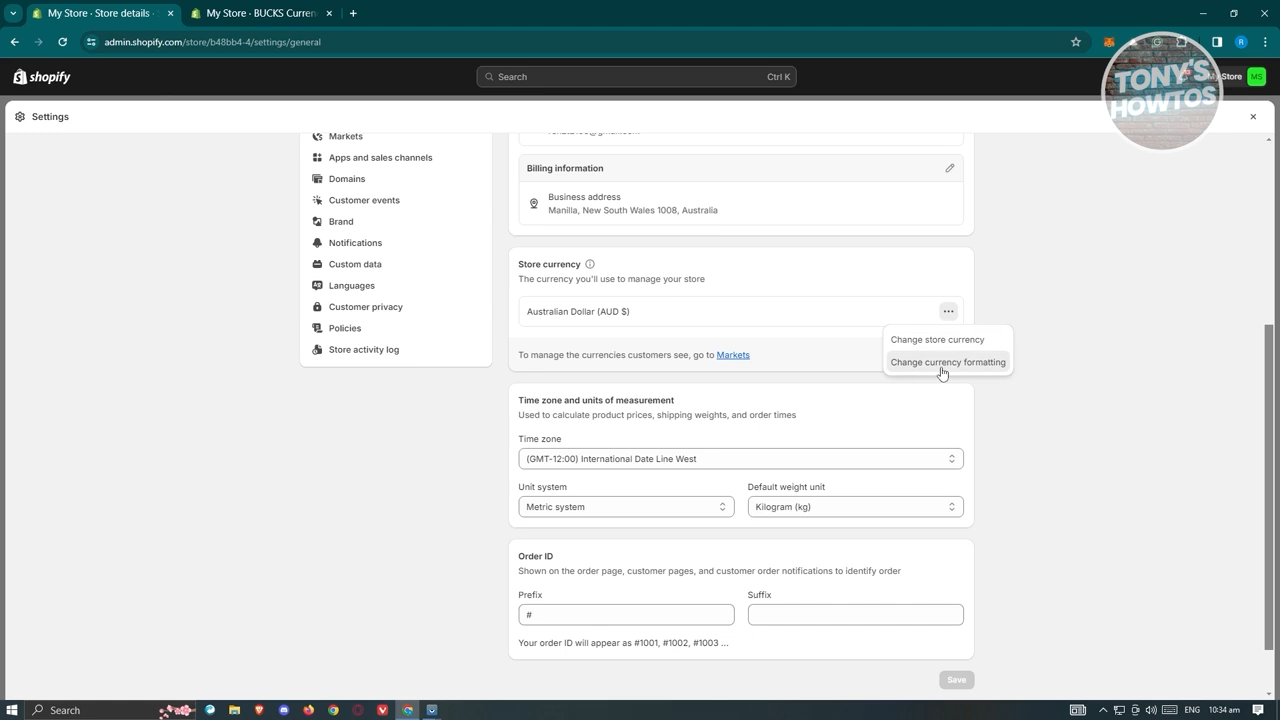 My Store · Store details
My Store · BUCKS Curren
admin.shopify.com/store/b48bb4-4/settings/general
shopify
Search
Ctrl K
My Store
MS
TONY'S
HOWTOS
Settings
Markets
Apps and sales channels
Domains
Customer events
Brand
Notifications
Custom data
Languages
Customer privacy
Policies
Store activity log
Billing information
Business address
Manilla, New South Wales 1008, Australia
Store currency
The currency you'll use to manage your store
Australian Dollar (AUD $)
Change store currency
Change currency formatting
To manage the currencies customers see, go to Markets
Time zone and units of measurement
Used to calculate product prices, shipping weights, and order times
Time zone
(GMT-12:00) International Date Line West
Unit system
Default weight unit
Metric system
Kilogram (kg)
Order ID
Shown on the order page, customer pages, and customer order notifications to identify order
Prefix
Suffix
#
Your order ID will appear as #1001, #1002, #1003 ...
Save
Search
ENG
10:34 am